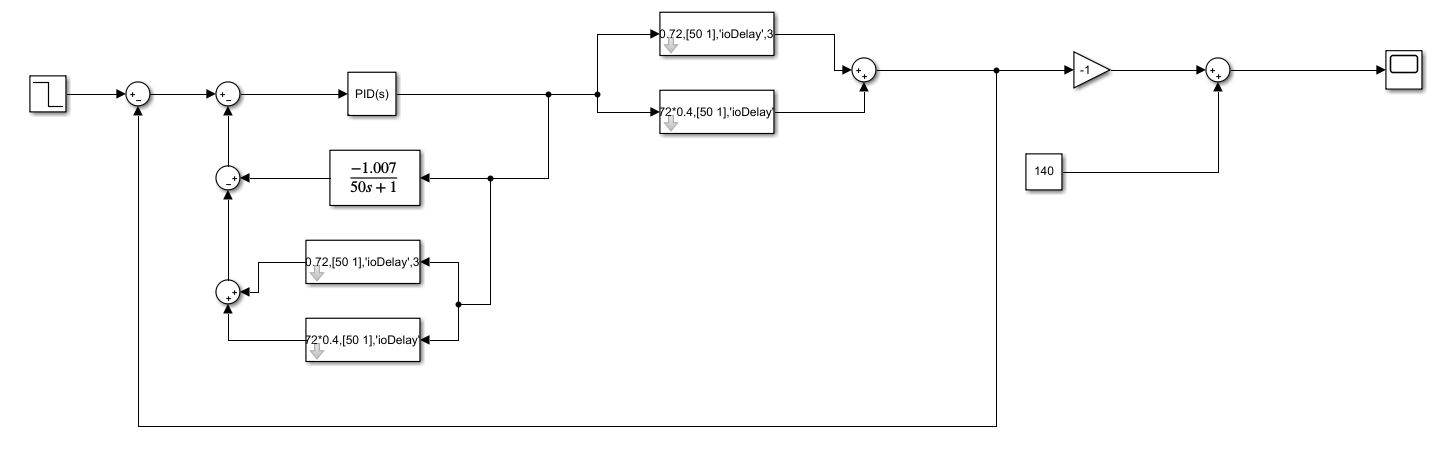 0.72,[50 1],'ioDelay',3
+
−
+
−
PID(s)
+
+
-1
+
+
72*0.4,[50 1],'ioDelay'
140
−1.007
50s + 1
+
−
0.72,[50 1],'ioDelay',3
+
+
72*0.4,[50 1],'ioDelay'